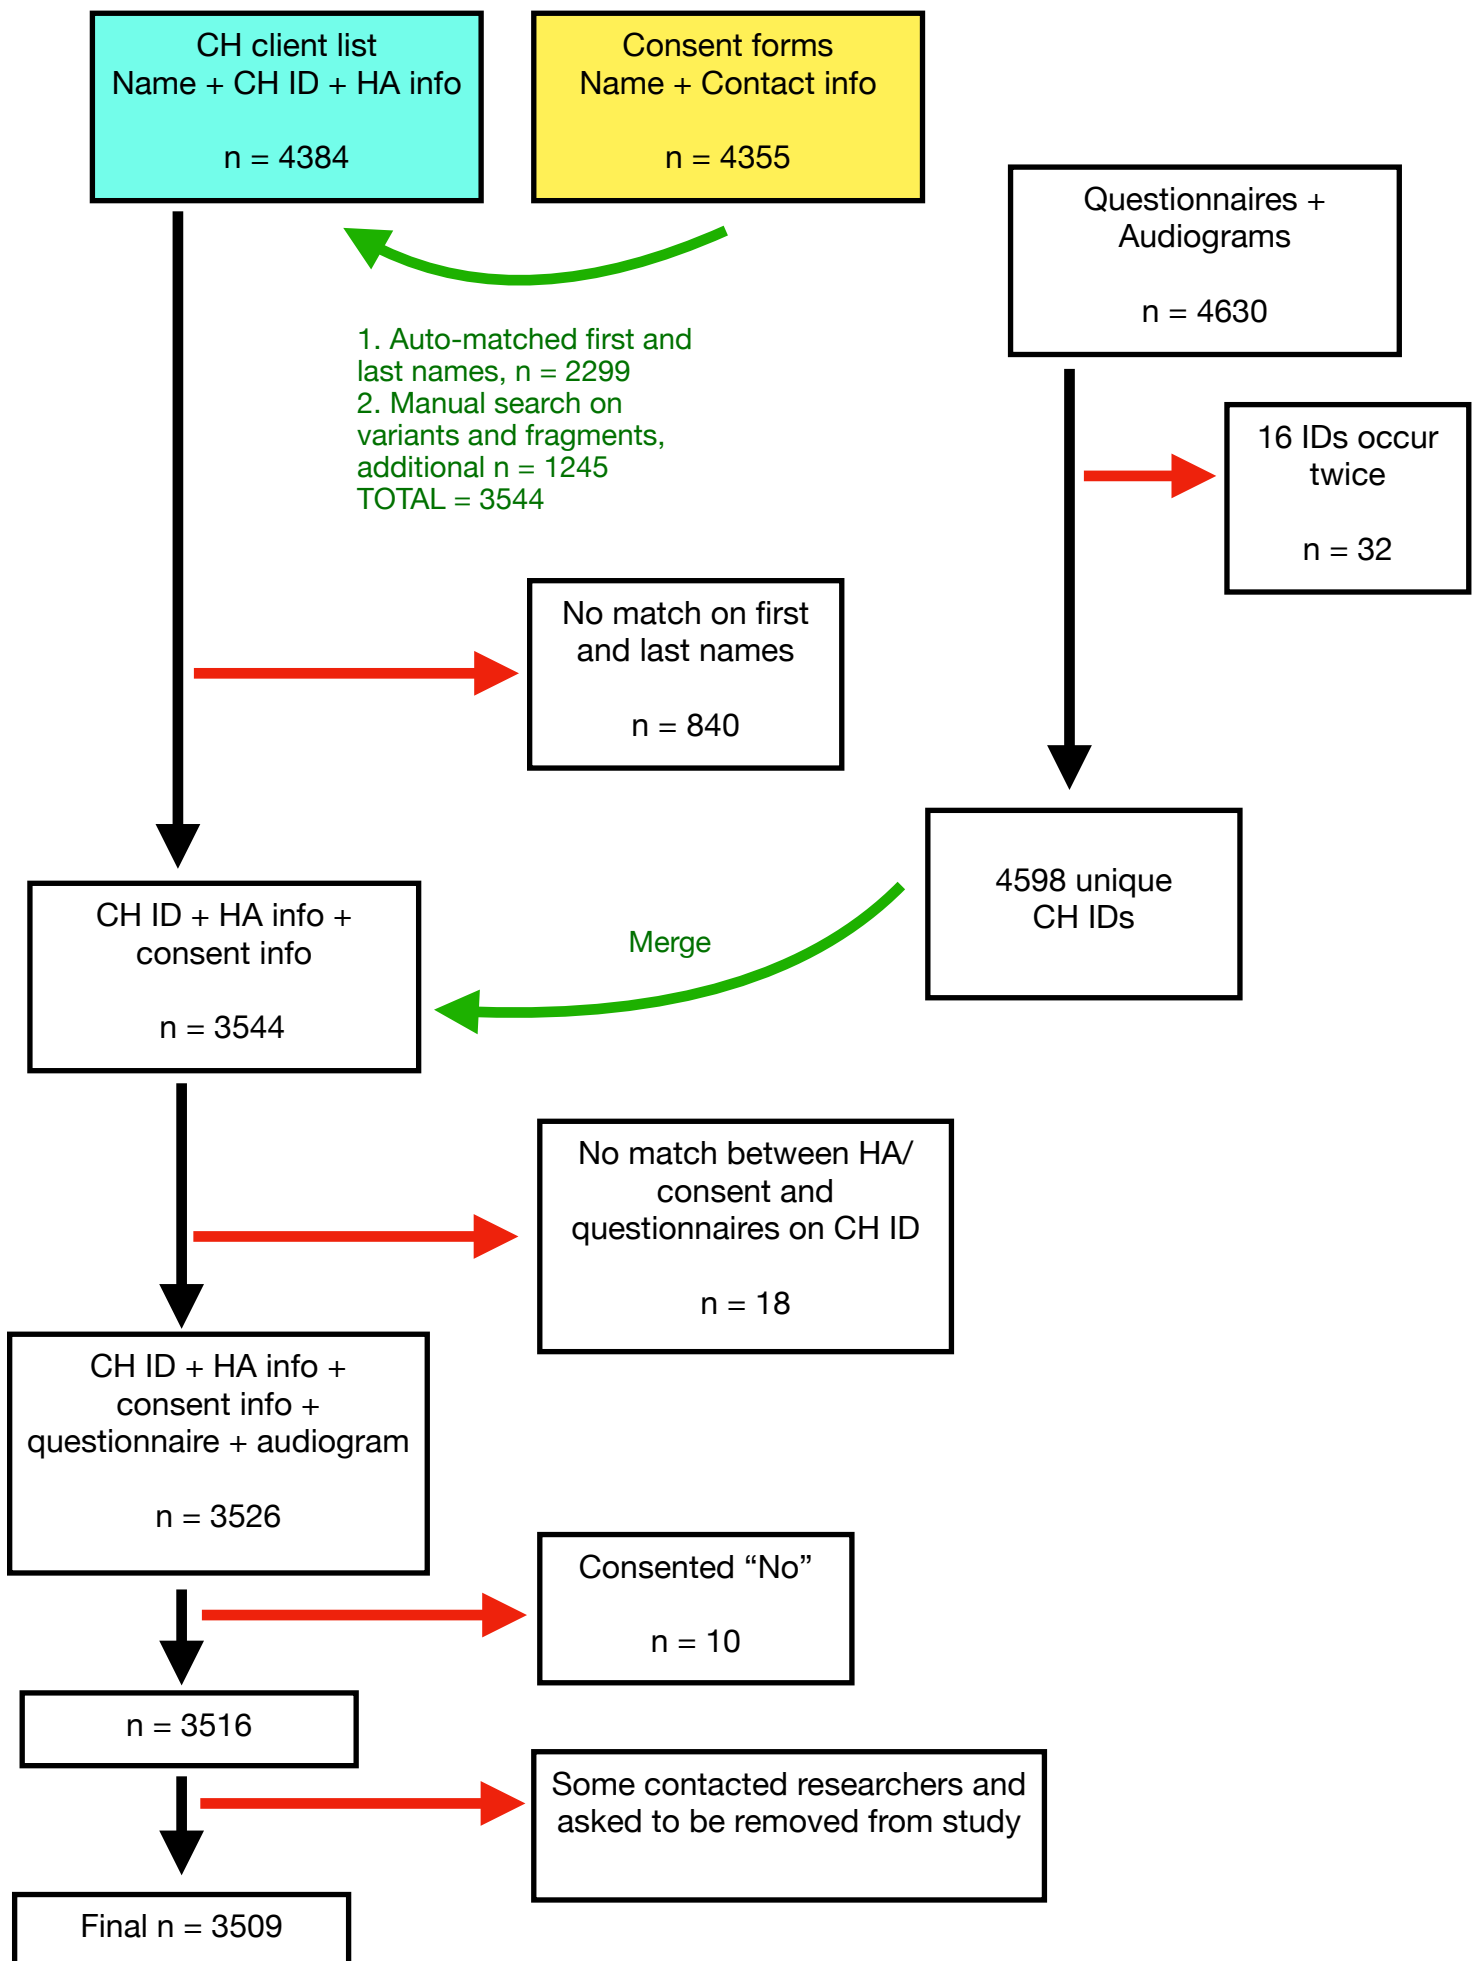 CH client list
Name + CH ID + HA info
n = 4384
Consent forms
Name + Contact info
n = 4355
Questionnaires +
Audiograms
n = 4630
1. Auto-matched first and
last names, n = 2299
2. Manual search on
variants and fragments,
additional n = 1245
TOTAL = 3544
16 IDs occur
twice
n = 32
No match on first
and last names
n = 840
4598 unique
CH IDs
CH ID + HA info +
consent info
n = 3544
Merge
No match between HA/
consent and
questionnaires on CH ID
n = 18
CH ID + HA info +
consent info +
questionnaire + audiogram
n = 3526
Consented “No”
n = 10
n = 3516
Some contacted researchers and
asked to be removed from study
Final n = 3509